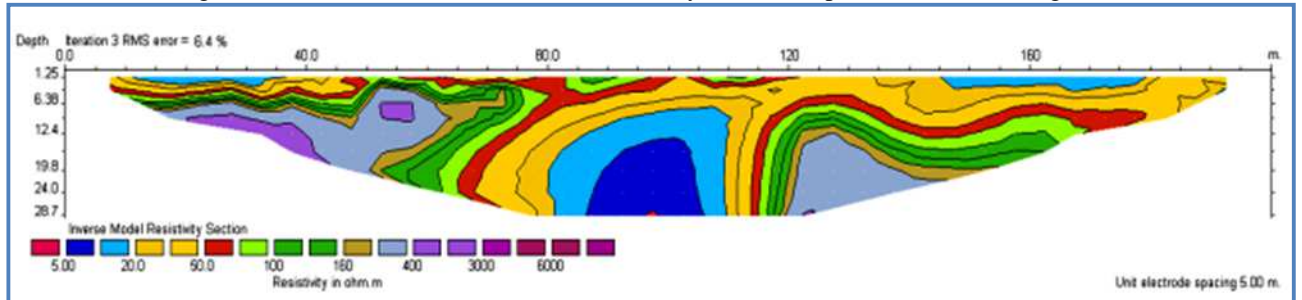 Depth Iteration 3 RMS error = 6.4 %
0.0 40.0 80.0 120 160 m.
1.25
6.38
12.4
19.8
24.0
28.7
Inverse Model Resistivity Section
5.00 20.0 50.0 100 160 400 3000 6000
Resistivity in ohm.m
Unit electrode spacing 5.00 m.